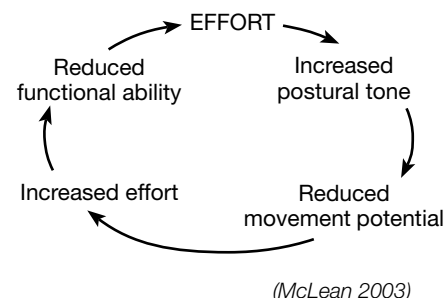 EFFORT
Increased
postural tone
Reduced
movement potential
Increased effort
Reduced
functional ability
(McLean 2003)